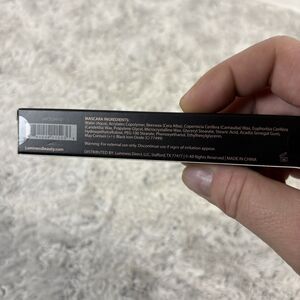 MASCARA INGREDIENTS:
Water (Aqua), Acrylates Copolymer, Beeswax (Cera Alba), Copernicia Cerifera (Carnauba) Wax, Euphorbia Cerifera
(Candelilla) Wax, Propylene Glycol, Microcrystalline Wax, Glyceryl Stearate, Stearic Acid, Acacia Senegal Gum,
Hydroxyethylcellulose, PEG-100 Stearate, Phenoxyethanol, Ethylhexylglycerin.
May Contain (+/-): Black Iron Oxide (CI 77499)
Warning: For external use only. Discontinue use if signs of irritation appear.
DISTRIBUTED BY: Luminess Direct, LLC. Stafford, TX 77477 | © All Rights Reserved | MADE IN CHINA
LuminessBeauty.com